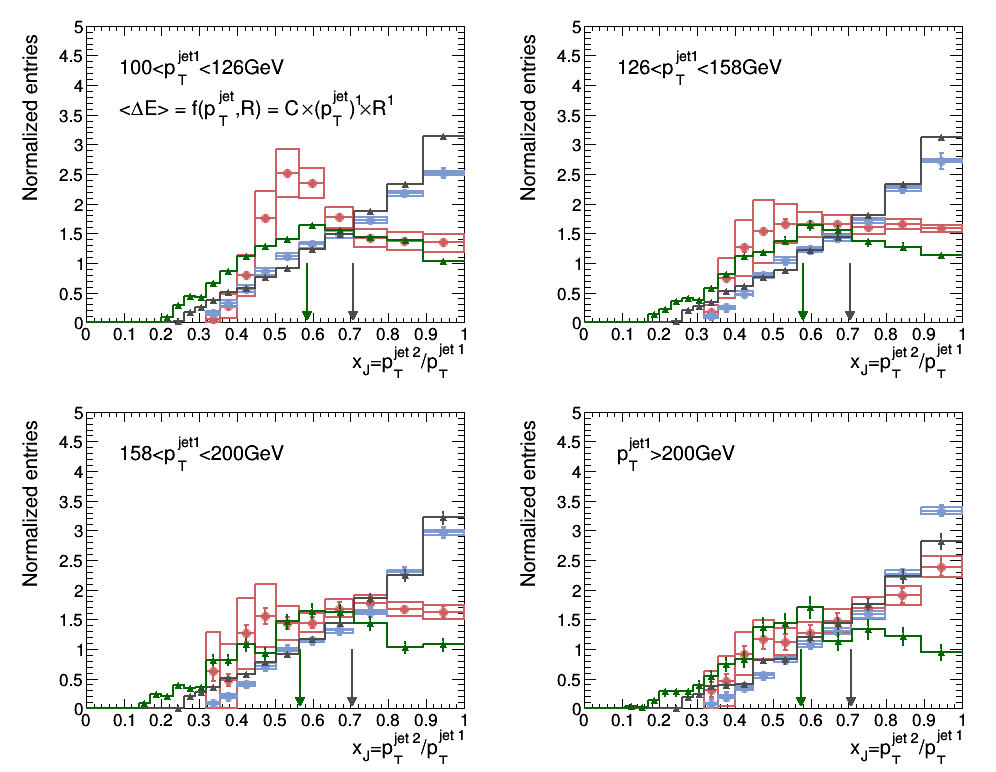 Normalized entries
5
4.5
4
3.5
3
2.5
2
1.5
1
0.5
0
100<p_T^jet1<126GeV
<ΔE> = f(p_T^jet,R) = C×(p_T^jet)^1×R^1
0 0.1 0.2 0.3 0.4 0.5 0.6 0.7 0.8 0.9 1
x_J=p_T^jet 2/p_T^jet 1
Normalized entries
5
4.5
4
3.5
3
2.5
2
1.5
1
0.5
0
126<p_T^jet1<158GeV
0 0.1 0.2 0.3 0.4 0.5 0.6 0.7 0.8 0.9 1
x_J=p_T^jet 2/p_T^jet 1
Normalized entries
5
4.5
4
3.5
3
2.5
2
1.5
1
0.5
0
158<p_T^jet1<200GeV
0 0.1 0.2 0.3 0.4 0.5 0.6 0.7 0.8 0.9 1
x_J=p_T^jet 2/p_T^jet 1
Normalized entries
5
4.5
4
3.5
3
2.5
2
1.5
1
0.5
0
p_T^jet1>200GeV
0 0.1 0.2 0.3 0.4 0.5 0.6 0.7 0.8 0.9 1
x_J=p_T^jet 2/p_T^jet 1